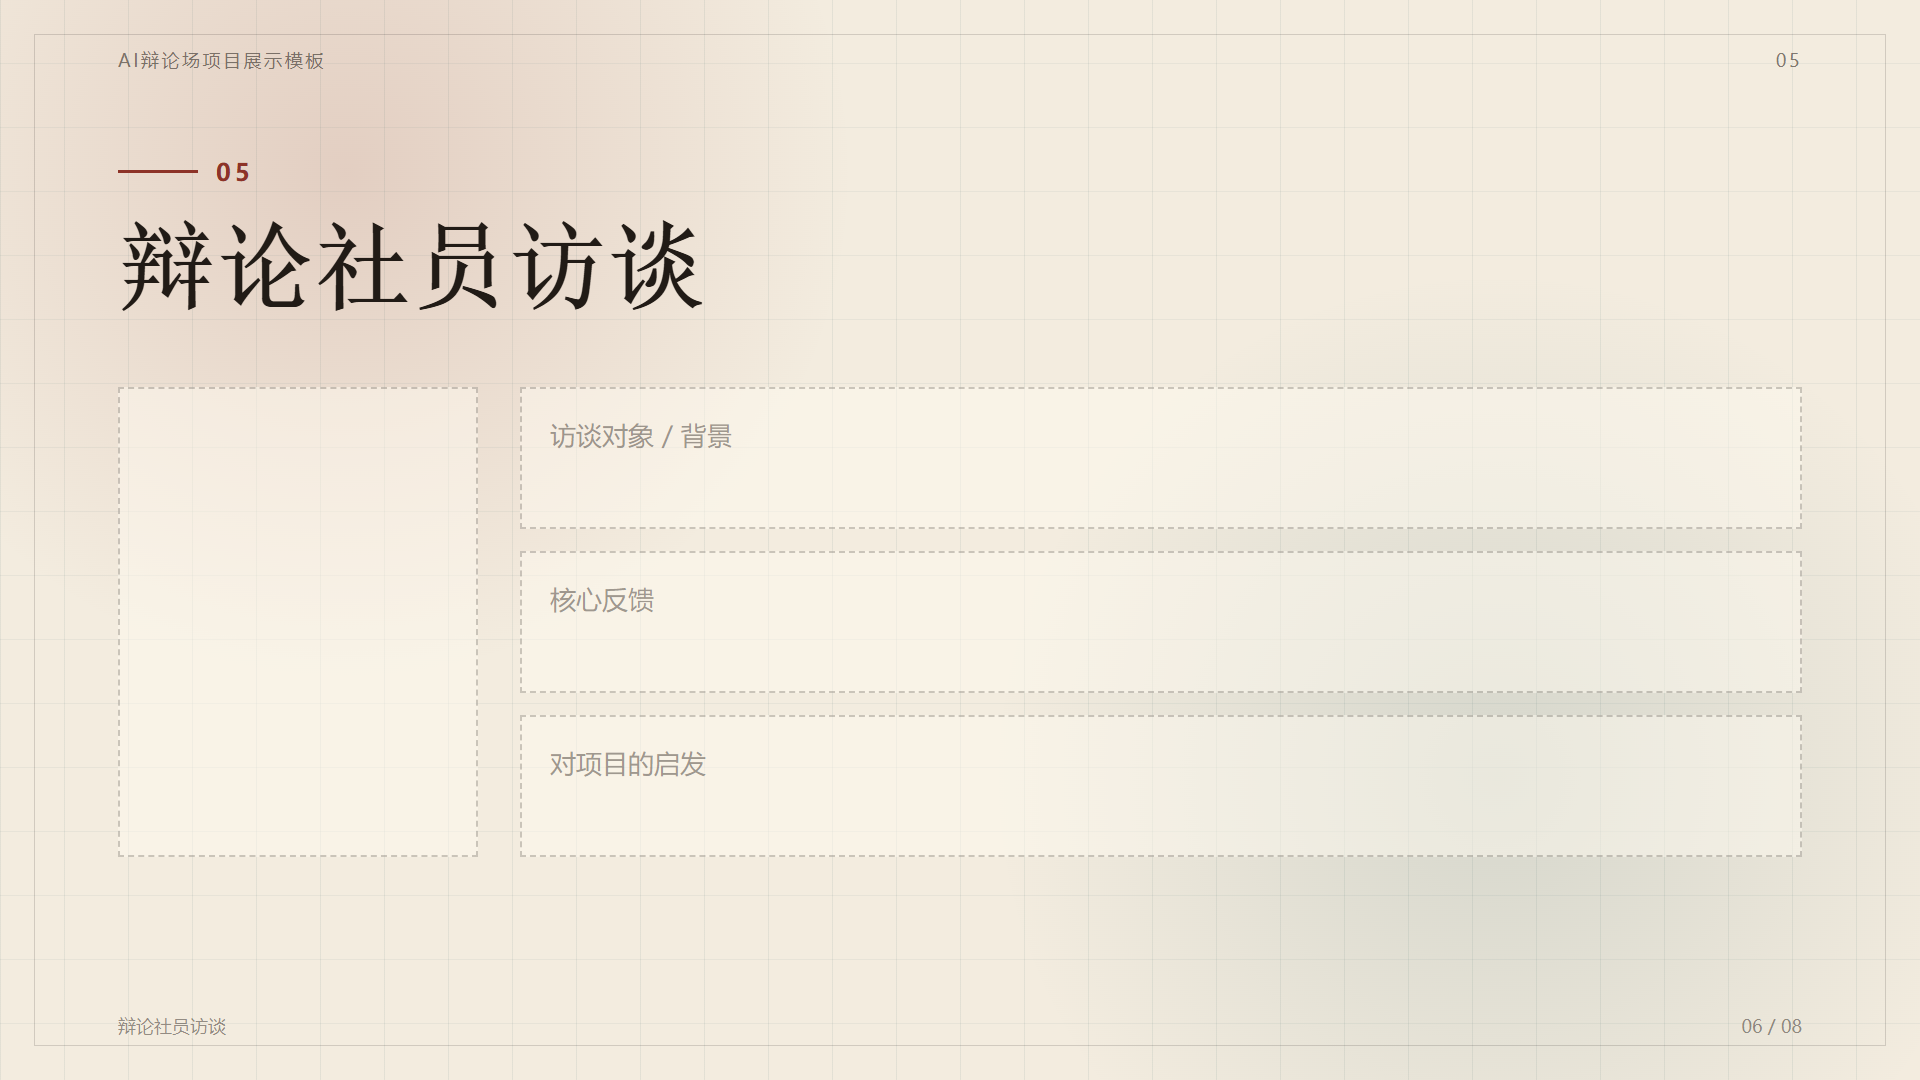 AI辩论场项目展示模板
05
05
辩论社员访谈
访谈对象 / 背景
核心反馈
对项目的启发
辩论社员访谈
06 / 08